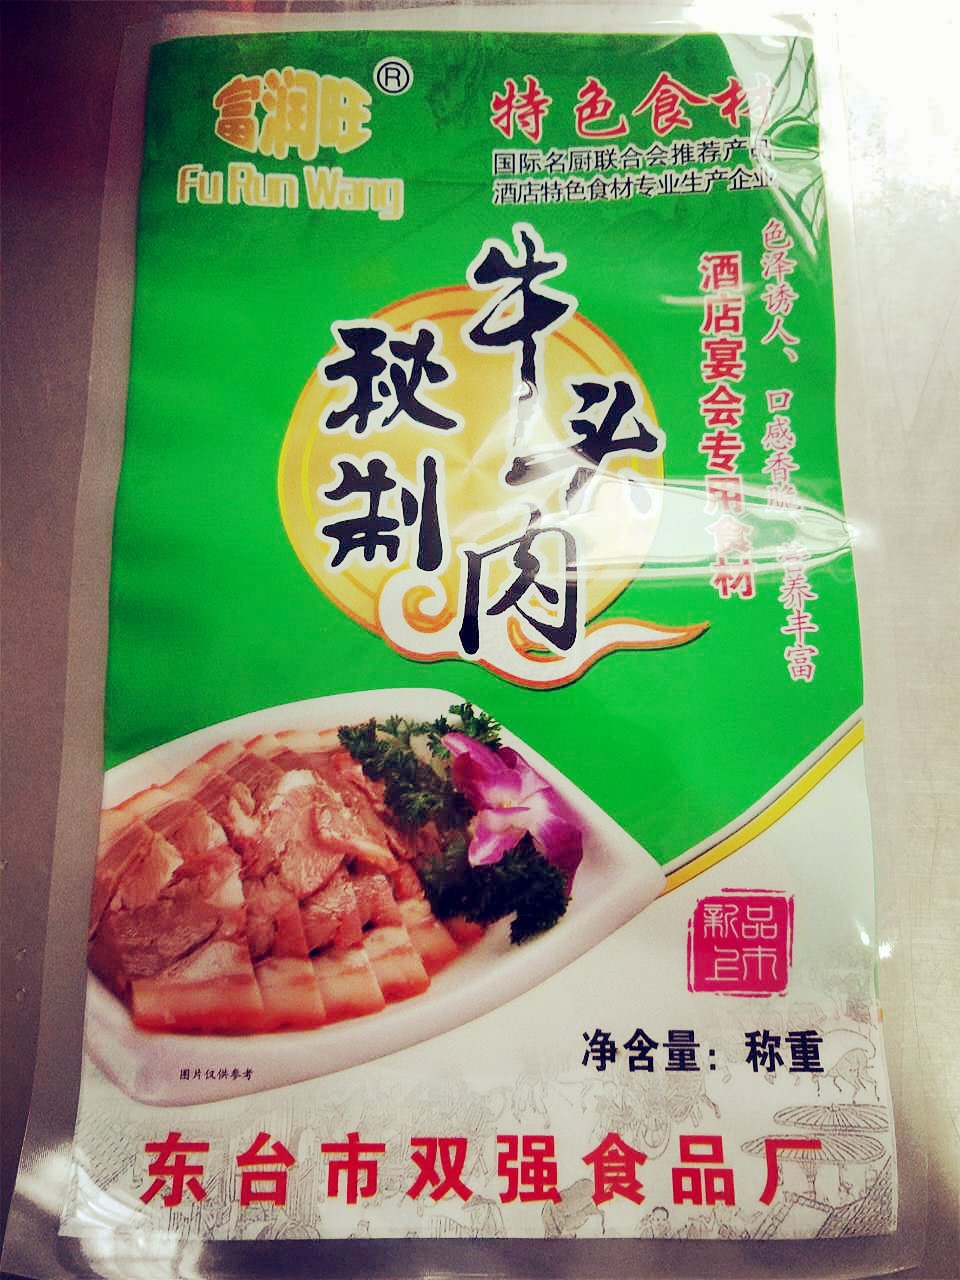 富润旺®
Fu Run Wang
特色食材
国际名厨联合会推荐产品
酒店特色食材专业生产企业
色泽诱人、口感香脆、营养丰富
酒店宴会专用食材
牛头肉
秘制
新品
上市
净含量：称重
图片仅供参考
东台市双强食品厂